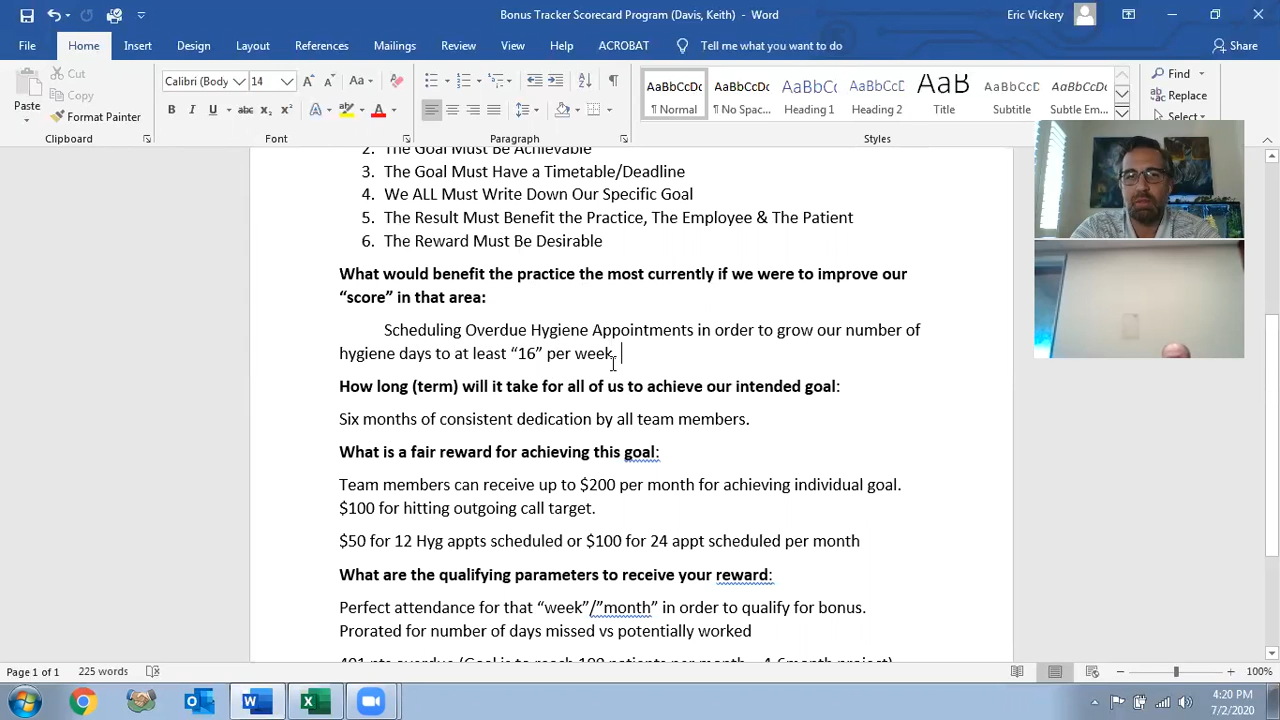 Bonus Tracker Scorecard Program (Davis, Keith) - Word
Eric Vickery
File Home Insert Design Layout References Mailings Review View Help ACROBAT Tell me what you want to do Share
Paste
Cut
Copy
Format Painter
Clipboard
Calibri (Body 14
Font
Paragraph
AaBbCcDc AaBbCcDc AaBbCc AaBbCcC AaB AaBbCcC AaBbCcDc
¶ Normal ¶ No Spac... Heading 1 Heading 2 Title Subtitle Subtle Em...
Styles
Find
Replace
Select
2. The Goal Must Be Achievable
3. The Goal Must Have a Timetable/Deadline
4. We ALL Must Write Down Our Specific Goal
5. The Result Must Benefit the Practice, The Employee & The Patient
6. The Reward Must Be Desirable
What would benefit the practice the most currently if we were to improve our
“score” in that area:
Scheduling Overdue Hygiene Appointments in order to grow our number of
hygiene days to at least “16” per week
How long (term) will it take for all of us to achieve our intended goal:
Six months of consistent dedication by all team members.
What is a fair reward for achieving this goal:
Team members can receive up to $200 per month for achieving individual goal.
$100 for hitting outgoing call target.
$50 for 12 Hyg appts scheduled or $100 for 24 appt scheduled per month
What are the qualifying parameters to receive your reward:
Perfect attendance for that “week”/”month” in order to qualify for bonus.
Prorated for number of days missed vs potentially worked
Page 1 of 1 225 words 100%
4:20 PM
7/2/2020